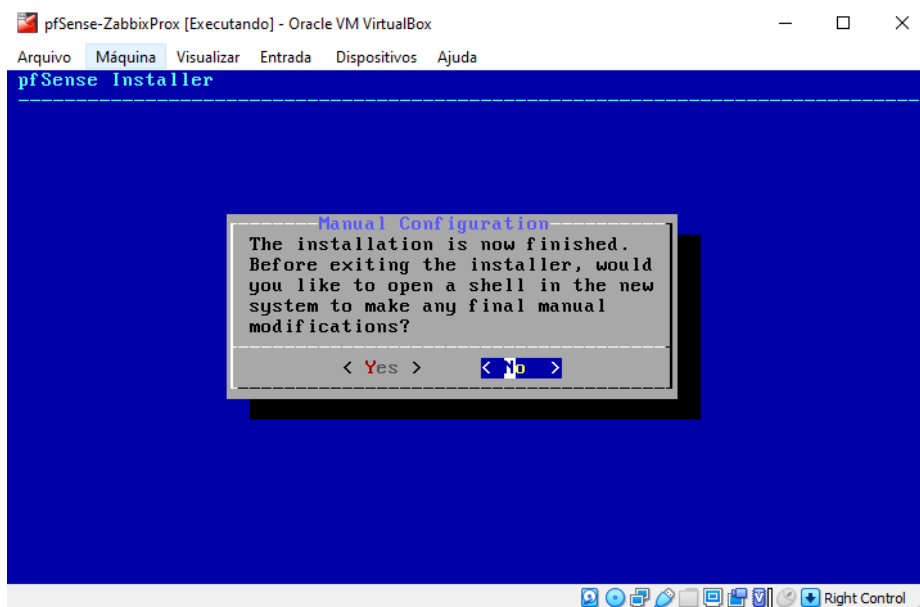 pfSense-ZabbixProx [Executando] - Oracle VM VirtualBox
Arquivo Máquina Visualizar Entrada Dispositivos Ajuda
pfSense Installer
Manual Configuration
The installation is now finished.
Before exiting the installer, would
you like to open a shell in the new
system to make any final manual
modifications?
< Yes > < No >
Right Control